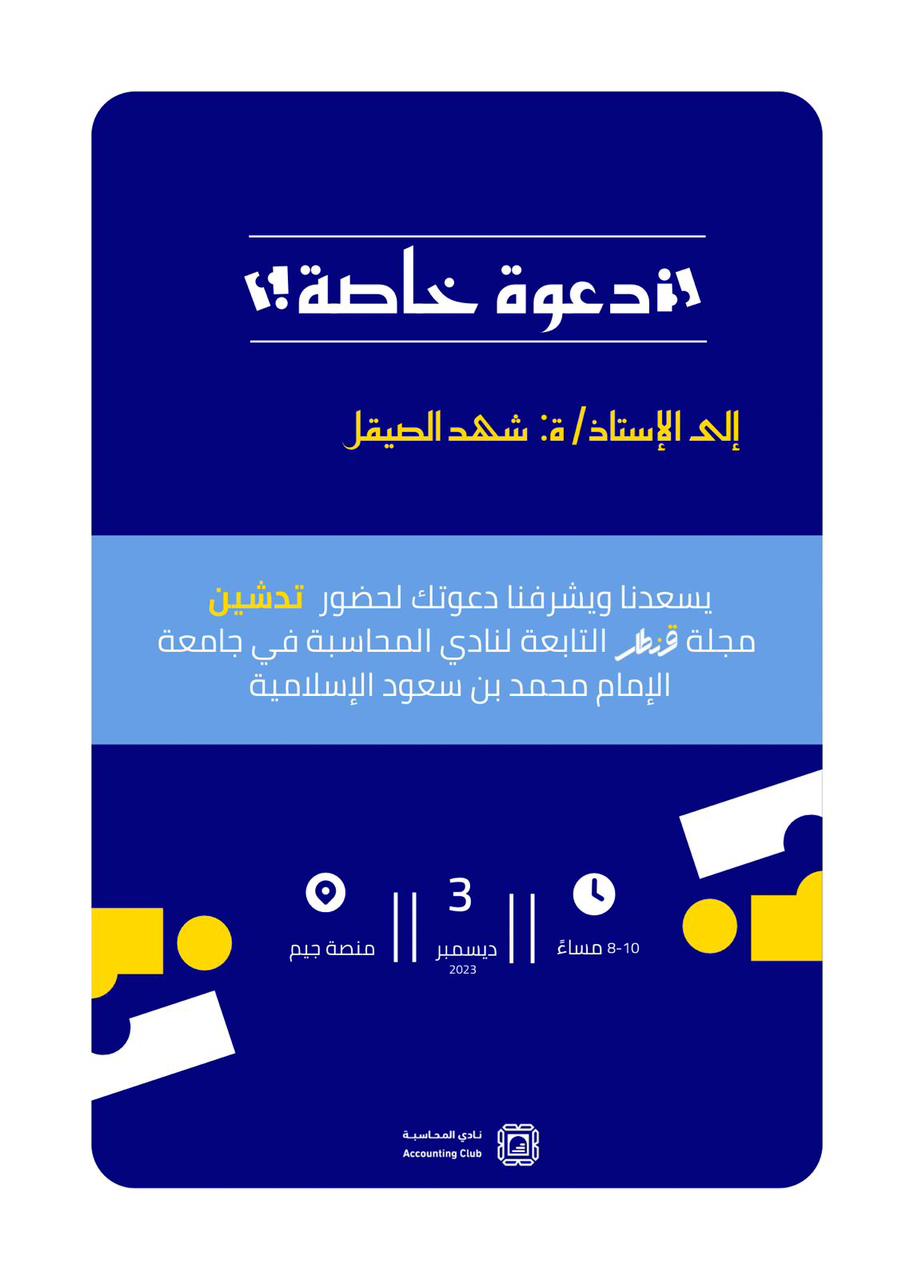 دعوة خاصة
إلى الإستاذ/ة: شهد الصيقل
يسعدنا ويشرفنا دعوتك لحضور تدشين
مجلة قنطار التابعة لنادي المحاسبة في جامعة
الإمام محمد بن سعود الإسلامية
8-10 مساءً
3
ديسمبر
2023
منصة جيم
نادي المحاسبة
Accounting Club